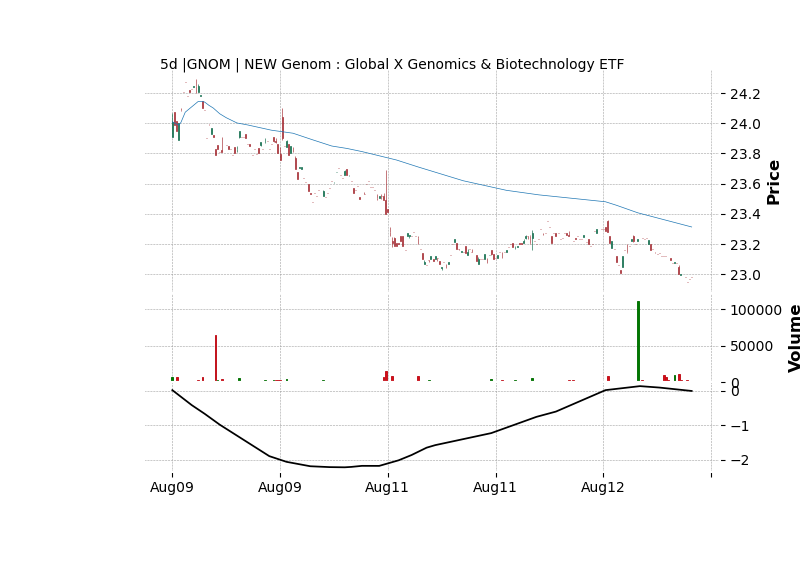 5d |GNOM | NEW Genom : Global X Genomics & Biotechnology ETF
24.2
24.0
23.8
23.6
23.4
23.2
23.0
Price
100000
50000
0
Volume
0
−1
−2
Aug09
Aug09
Aug11
Aug11
Aug12